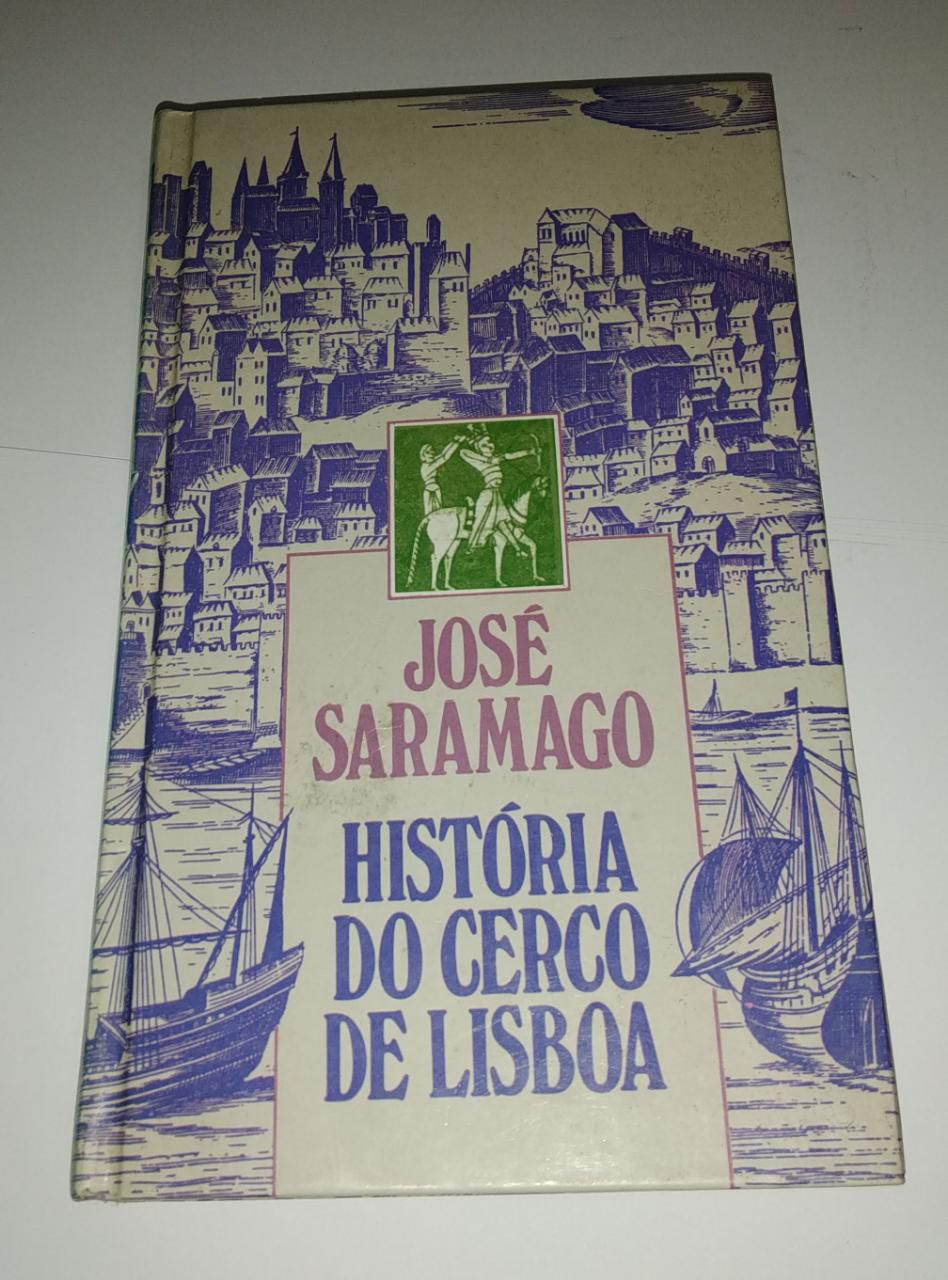 JOSÉ
SARAMAGO
HISTÓRIA
DO CERCO
DE LISBOA